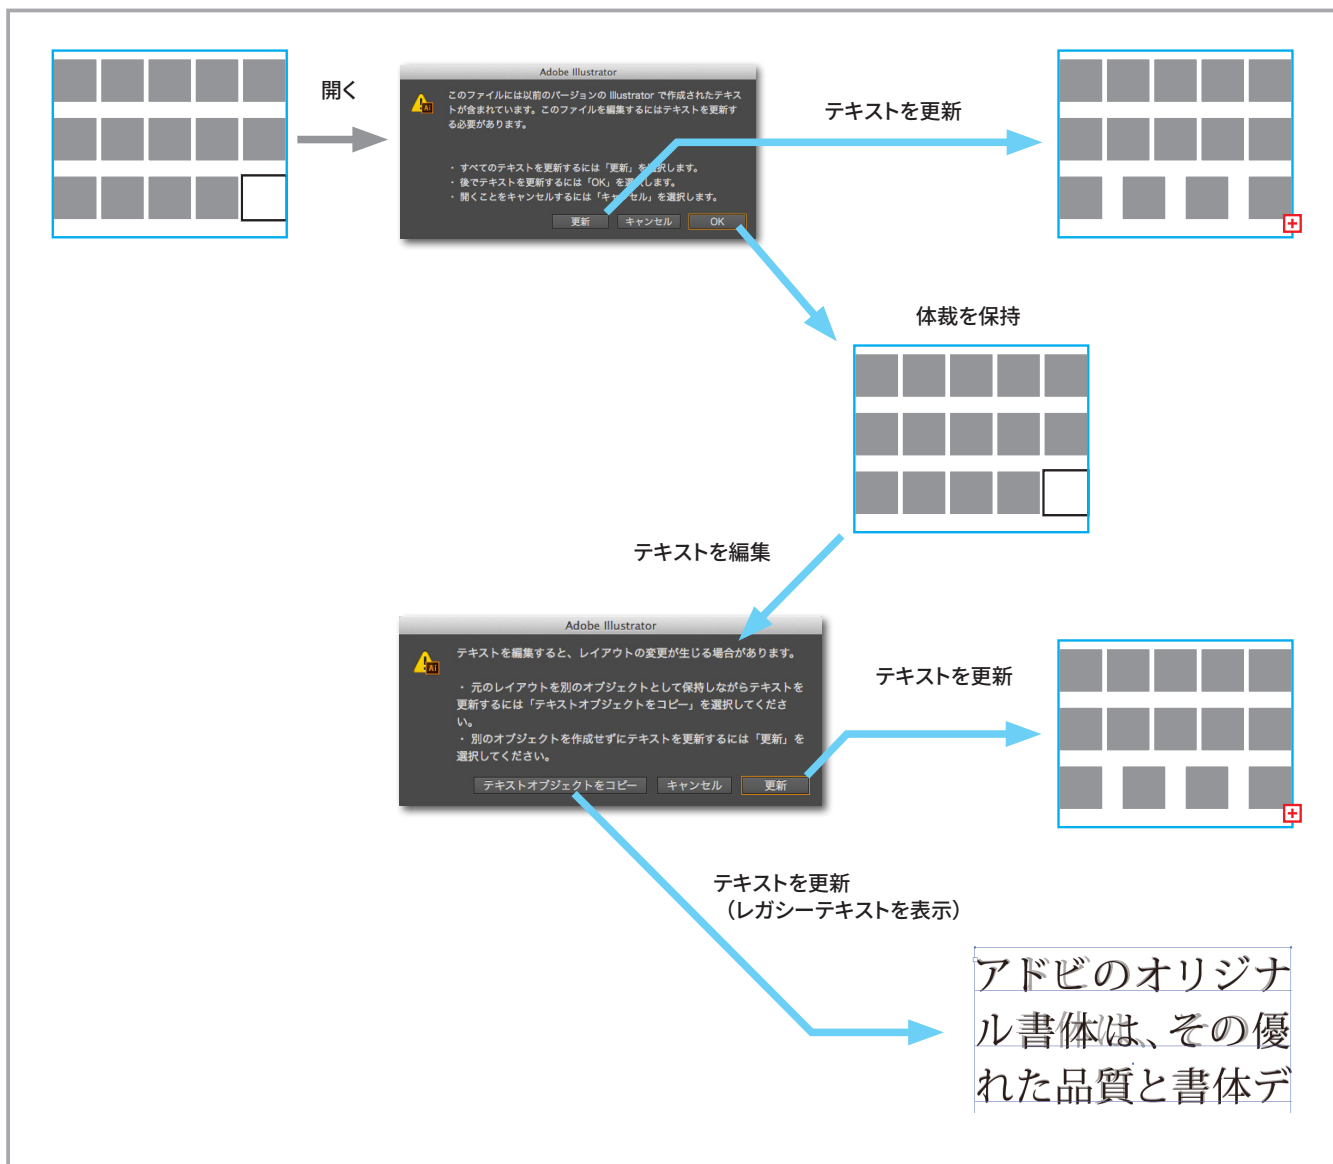 開く
Adobe Illustrator
このファイルには以前のバージョンの Illustrator で作成されたテキス
トが含まれています。このファイルを編集するにはテキストを更新す
る必要があります。
・ すべてのテキストを更新するには「更新」を選択します。
・ 後でテキストを更新するには「OK」を選択します。
・ 開くことをキャンセルするには「キャンセル」を選択します。
更新
キャンセル
OK
テキストを更新
体裁を保持
テキストを編集
Adobe Illustrator
テキストを編集すると、レイアウトの変更が生じる場合があります。
・ 元のレイアウトを別のオブジェクトとして保持しながらテキストを
更新するには「テキストオブジェクトをコピー」を選択してくださ
い。
・ 別のオブジェクトを作成せずにテキストを更新するには「更新」を
選択してください。
テキストオブジェクトをコピー
キャンセル
更新
テキストを更新
テキストを更新
（レガシーテキストを表示）
アドビのオリジナ
ル書体は、その優
れた品質と書体デ